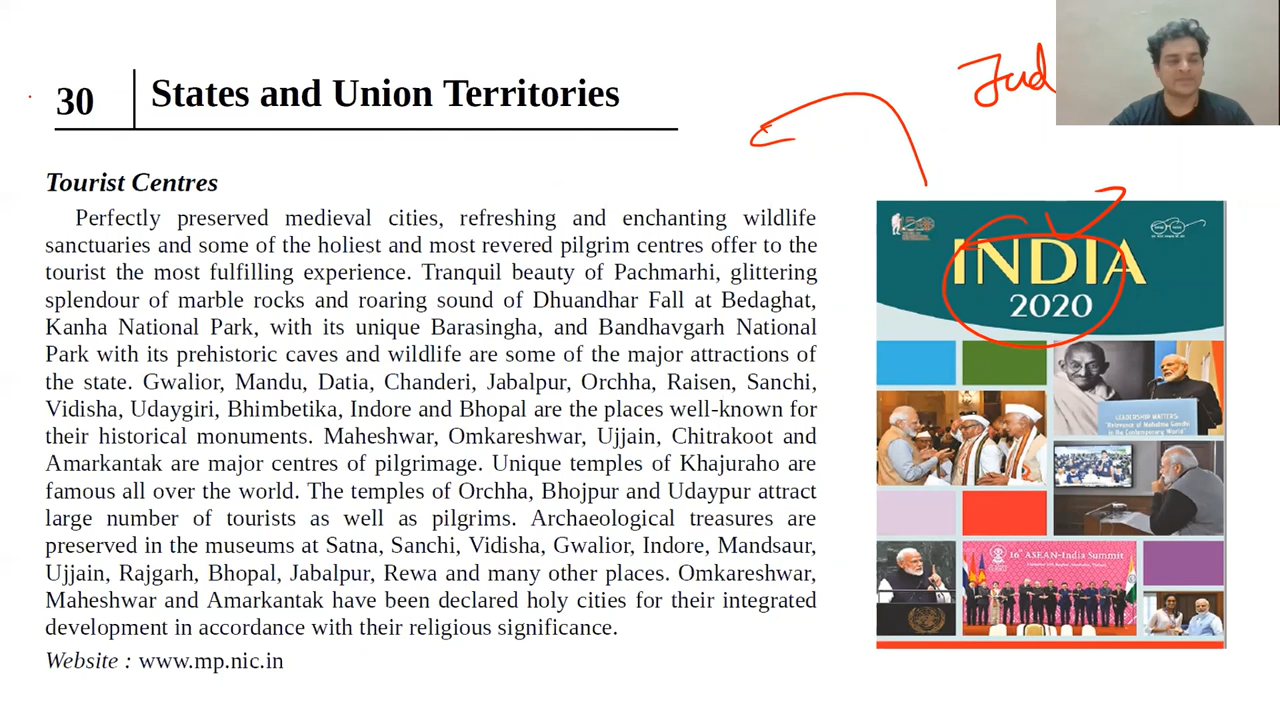 30
States and Union Territories
Jud
Tourist Centres
Perfectly preserved medieval cities, refreshing and enchanting wildlife
sanctuaries and some of the holiest and most revered pilgrim centres offer to the
tourist the most fulfilling experience. Tranquil beauty of Pachmarhi, glittering
splendour of marble rocks and roaring sound of Dhuandhar Fall at Bedaghat,
Kanha National Park, with its unique Barasingha, and Bandhavgarh National
Park with its prehistoric caves and wildlife are some of the major attractions of
the state. Gwalior, Mandu, Datia, Chanderi, Jabalpur, Orchha, Raisen, Sanchi,
Vidisha, Udaygiri, Bhimbetika, Indore and Bhopal are the places well-known for
their historical monuments. Maheshwar, Omkareshwar, Ujjain, Chitrakoot and
Amarkantak are major centres of pilgrimage. Unique temples of Khajuraho are
famous all over the world. The temples of Orchha, Bhojpur and Udaypur attract
large number of tourists as well as pilgrims. Archaeological treasures are
preserved in the museums at Satna, Sanchi, Vidisha, Gwalior, Indore, Mandsaur,
Ujjain, Rajgarh, Bhopal, Jabalpur, Rewa and many other places. Omkareshwar,
Maheshwar and Amarkantak have been declared holy cities for their integrated
development in accordance with their religious significance.
Website : www.mp.nic.in
INDIA
2020
LEADERSHIP MATTERS:
"Relevance of Mahatma Gandhi
in the Contemporary World"
16th ASEAN-India Summit